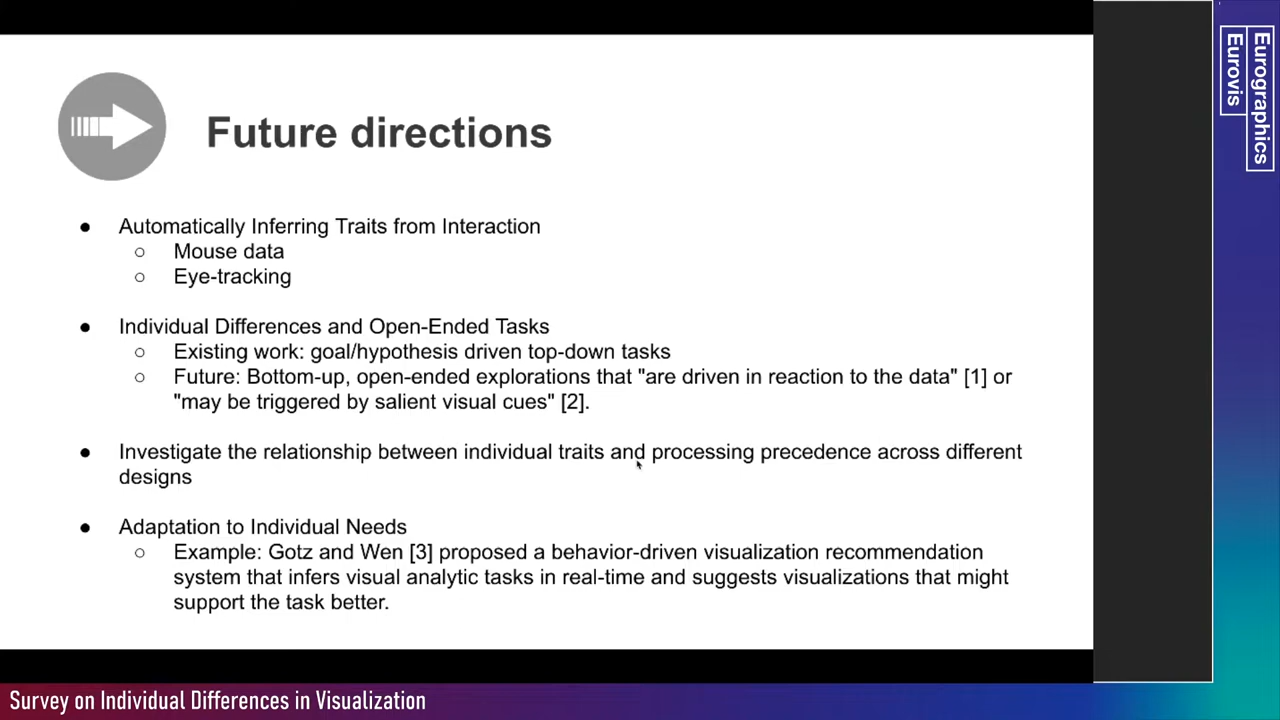 Future directions
● Automatically Inferring Traits from Interaction
○ Mouse data
○ Eye-tracking
● Individual Differences and Open-Ended Tasks
○ Existing work: goal/hypothesis driven top-down tasks
○ Future: Bottom-up, open-ended explorations that "are driven in reaction to the data" [1] or
"may be triggered by salient visual cues" [2].
● Investigate the relationship between individual traits and processing precedence across different
designs
● Adaptation to Individual Needs
○ Example: Gotz and Wen [3] proposed a behavior-driven visualization recommendation
system that infers visual analytic tasks in real-time and suggests visualizations that might
support the task better.
Eurographics
Eurovis
Survey on Individual Differences in Visualization